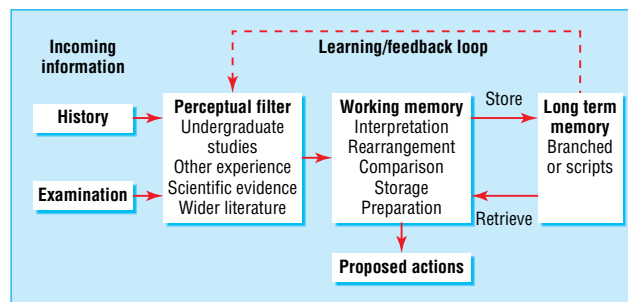 Incoming
information
Learning/feedback loop
History
Examination
Perceptual filter
Undergraduate
studies
Other experience
Scientific evidence
Wider literature
Working memory
Interpretation
Rearrangement
Comparison
Storage
Preparation
Store
Retrieve
Long term
memory
Branched
or scripts
Proposed actions